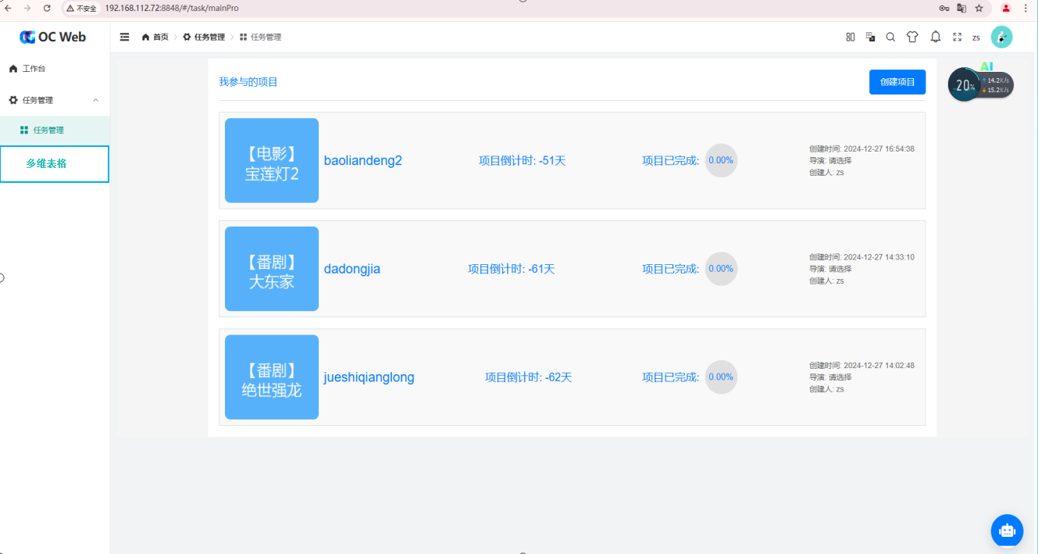 不安全 192.168.112.72:8848/#/task/mainPro
OC Web
首页 任务管理 任务管理
zs
工作台
任务管理
任务管理
多维表格
我参与的项目
创建项目
AI
20%
14.2K/s
15.2K/s
【电影】
宝莲灯2
baoliandeng2
项目倒计时: -51天
项目已完成: 0.00%
创建时间: 2024-12-27 16:54:38
导演: 请选择
创建人: zs
【番剧】
大东家
dadongjia
项目倒计时: -61天
项目已完成: 0.00%
创建时间: 2024-12-27 14:33:10
导演: 请选择
创建人: zs
【番剧】
绝世强龙
jueshiqianglong
项目倒计时: -62天
项目已完成: 0.00%
创建时间: 2024-12-27 14:02:48
导演: 请选择
创建人: zs